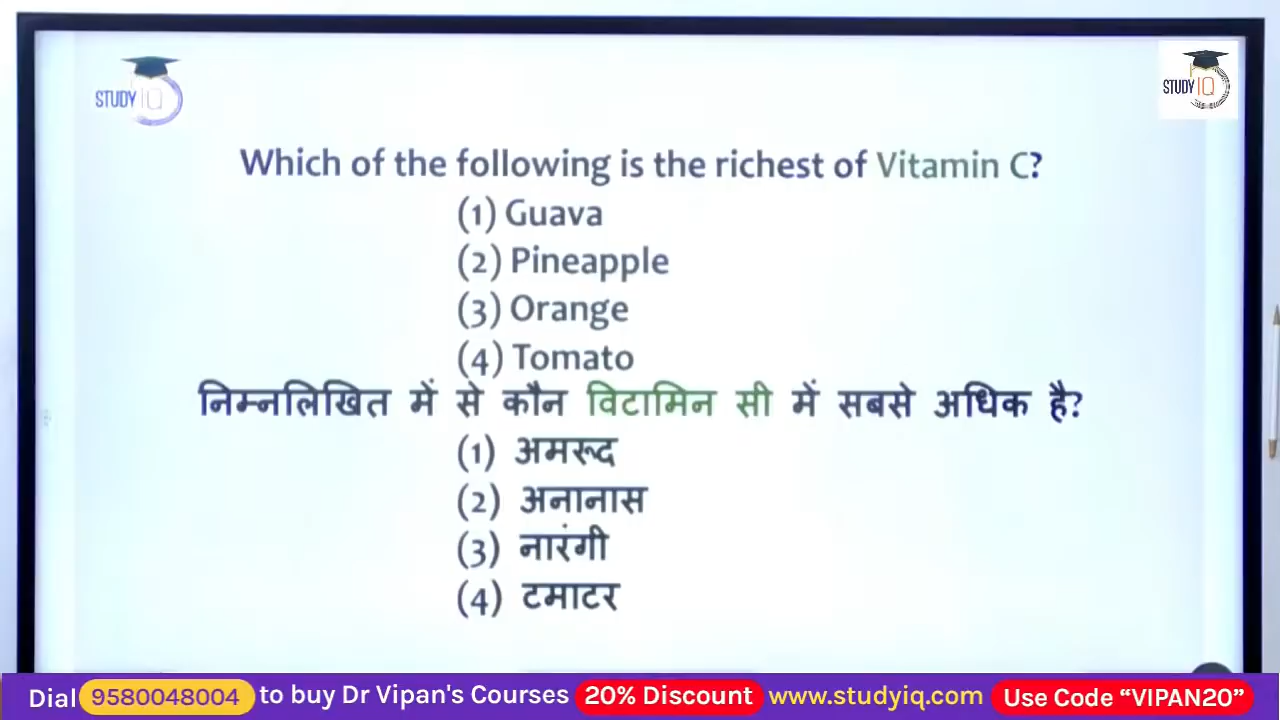 STUDY IQ
STUDY IQ
Which of the following is the richest of Vitamin C?
(1) Guava
(2) Pineapple
(3) Orange
(4) Tomato
निम्नलिखित में से कौन विटामिन सी में सबसे अधिक है?
(1) अमरूद
(2) अनानास
(3) नारंगी
(4) टमाटर
Dial 9580048004 to buy Dr Vipan's Courses 20% Discount www.studyiq.com Use Code “VIPAN20”